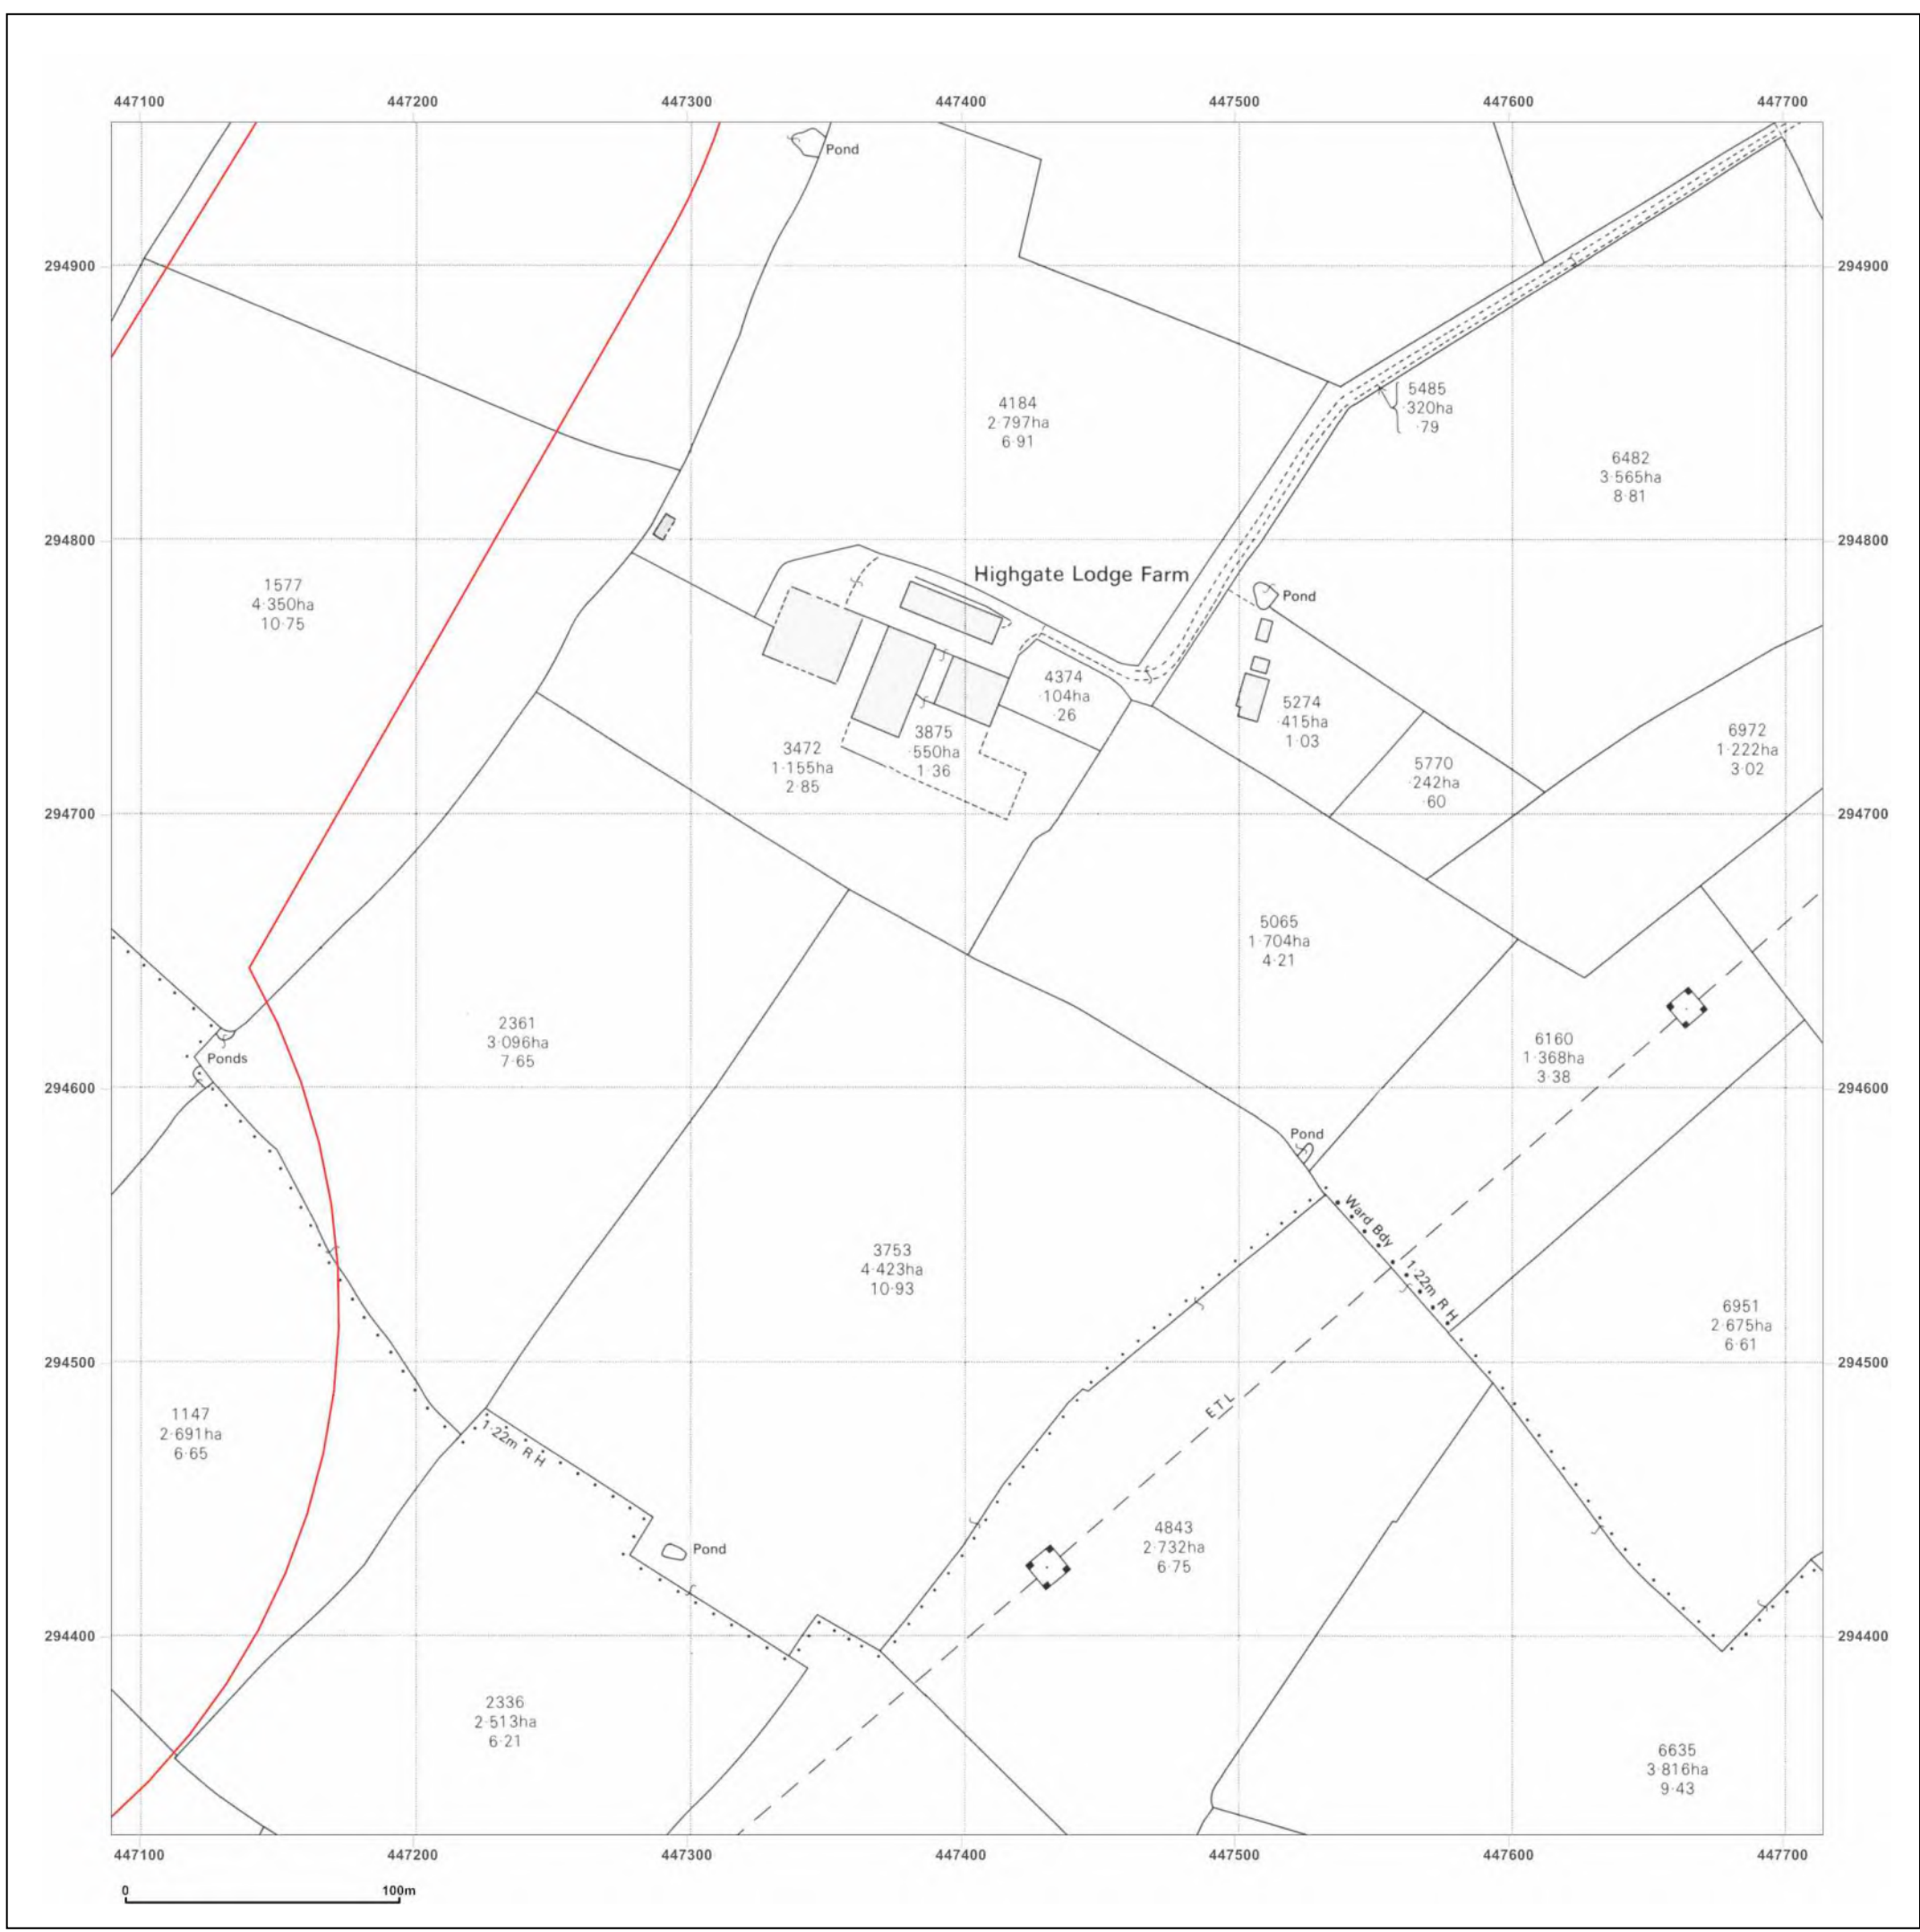 447100 447200 447300 447400 447500 447600 447700
Pond
294900 294900
4184
2·797ha
6·91
5485
·320ha
·79
6482
3·565ha
8·81
294800 294800
Highgate Lodge Farm
1577
4·350ha
10·75
Pond
4374
·104ha
·26
5274
·415ha
1·03
3875
·550ha
1·36
3472
1·155ha
2·85
5770
·242ha
·60
6972
1·222ha
3·02
294700 294700
5065
1·704ha
4·21
2361
3·096ha
7·65
Ponds
6160
1·368ha
3·38
294600 294600
Pond
Ward Bdy
1·22m R H
3753
4·423ha
10·93
6951
2·675ha
6·61
294500 294500
E T L
1147
2·691ha
6·65
1·22m R H
Pond
4843
2·732ha
6·75
294400 294400
2336
2·513ha
6·21
6635
3·816ha
9·43
447100 447200 447300 447400 447500 447600 447700
0 100m